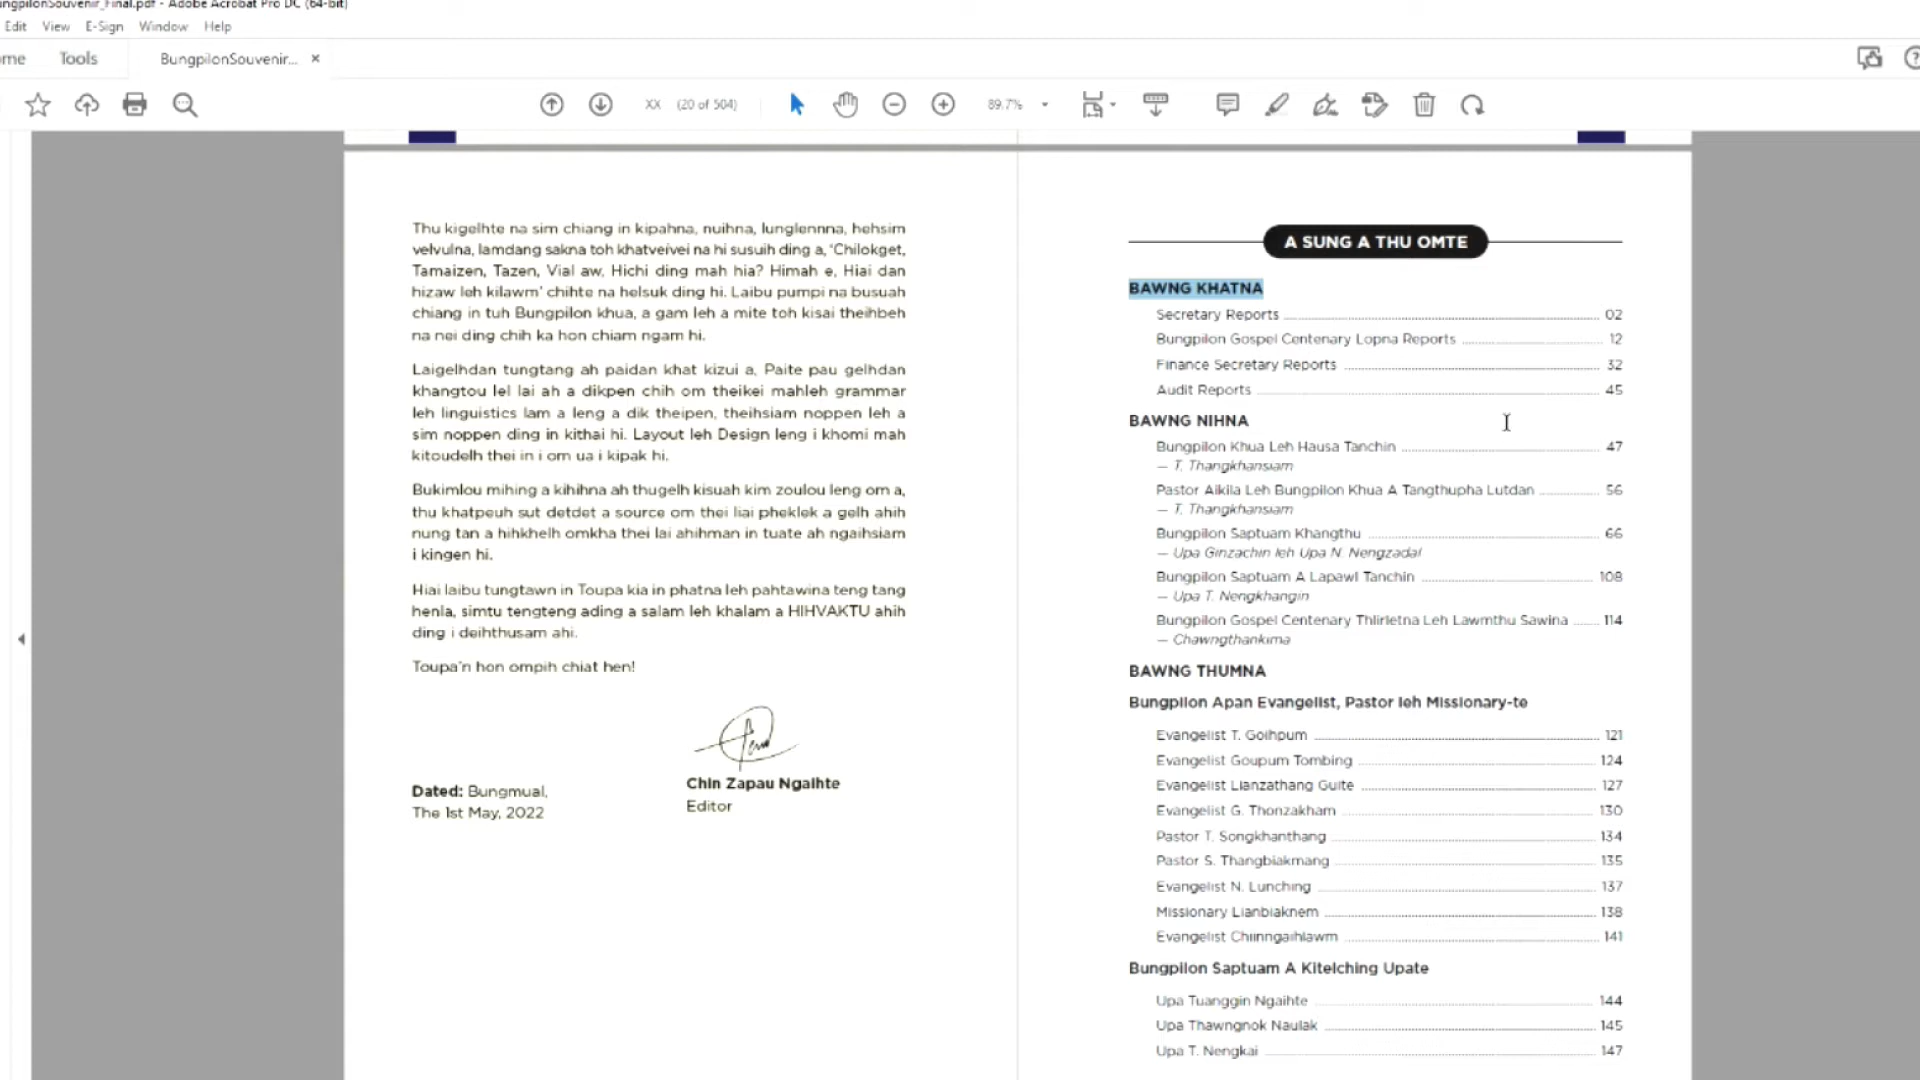 ungpilonSouvenir_Final.pdf - Adobe Acrobat Pro DC (64-bit)
Edit View E-Sign Window Help
ome Tools BungpilonSouvenir... ×
XX (20 of 504) 89.7%
Thu kigelhte na sim chiang in kipahna, nuihna, lunglennna, hehsim
velvulna, lamdang sakna toh khatveivei na hi susuih ding a, ‘Chilokget,
Tamaizen, Tazen, Vial aw, Hichi ding mah hia? Himah e, Hiai dan
hizaw leh kilawm’ chihte na helsuk ding hi. Laibu pumpi na busuah
chiang in tuh Bungpilon khua, a gam leh a mite toh kisai theihbeh
na nei ding chih ka hon chiam ngam hi.
Laigelhdan tungtang ah paidan khat kizui a, Paite pau gelhdan
khangtou lel lai ah a dikpen chih om theikei mahleh grammar
leh linguistics lam a leng a dik theipen, theihsiam noppen leh a
sim noppen ding in kithai hi. Layout leh Design leng i khomi mah
kitoudelh thei in i om ua i kipak hi.
Bukimlou mihing a kihihna ah thugelh kisuah kim zoulou leng om a,
thu khatpeuh sut detdet a source om thei liai pheklek a gelh ahih
nung tan a hihkhelh omkha thei lai ahihman in tuate ah ngaihsiam
i kingen hi.
Hiai laibu tungtawn in Toupa kia in phatna leh pahtawina teng tang
henla, simtu tengteng ading a salam leh khalam a HIHVAKTU ahih
ding i deihthusam ahi.
Toupa’n hon ompih chiat hen!
Chin Zapau Ngaihte
Editor
Dated: Bungmual,
The 1st May, 2022
A SUNG A THU OMTE
BAWNG KHATNA
Secretary Reports 02
Bungpilon Gospel Centenary Lopna Reports 12
Finance Secretary Reports 32
Audit Reports 45
BAWNG NIHNA
Bungpilon Khua Leh Hausa Tanchin 47
— T. Thangkhansiam
Pastor Aikila Leh Bungpilon Khua A Tangthupha Lutdan 56
— T. Thangkhansiam
Bungpilon Saptuam Khangthu 66
— Upa Ginzachin leh Upa N. Nengzadal
Bungpilon Saptuam A Lapawl Tanchin 108
— Upa T. Nengkhangin
Bungpilon Gospel Centenary Thlirletna Leh Lawmthu Sawina 114
— Chawngthankima
BAWNG THUMNA
Bungpilon Apan Evangelist, Pastor leh Missionary-te
Evangelist T. Goihpum 121
Evangelist Goupum Tombing 124
Evangelist Lianzathang Guite 127
Evangelist G. Thonzakham 130
Pastor T. Songkhanthang 134
Pastor S. Thangbiakmang 135
Evangelist N. Lunching 137
Missionary Lianbiaknem 138
Evangelist Chiinngaihlawm 141
Bungpilon Saptuam A Kitelching Upate
Upa Tuanggin Ngaihte 144
Upa Thawngnok Naulak 145
Upa T. Nengkai 147